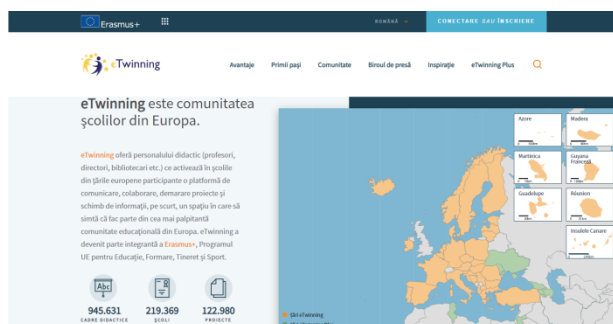 Erasmus+
ROMÂNĂ
CONECTARE SAU ÎNSCRIERE
eTwinning
Avantaje Primii pași Comunitate Biroul de presă Inspirație eTwinning Plus
eTwinning este comunitatea
școlilor din Europa.
eTwinning oferă personalului didactic (profesori,
directori, bibliotecari etc.) ce activează în școlile
din țările europene participante o platformă de
comunicare, colaborare, demarare proiecte și
schimb de informații, pe scurt, un spațiu în care să
simtă că fac parte din cea mai palpitantă
comunitate educațională din Europa. eTwinning a
devenit parte integrantă a Erasmus+, Programul
UE pentru Educație, Formare, Tineret și Sport.
Abc
945.631 219.369 122.980
CADRE DIDACTICE ȘCOLI PROIECTE
Azore Madera
Martinica Guyana
Franceză
Guadelupe Réunion
Insulele Canare
țări eTwinning